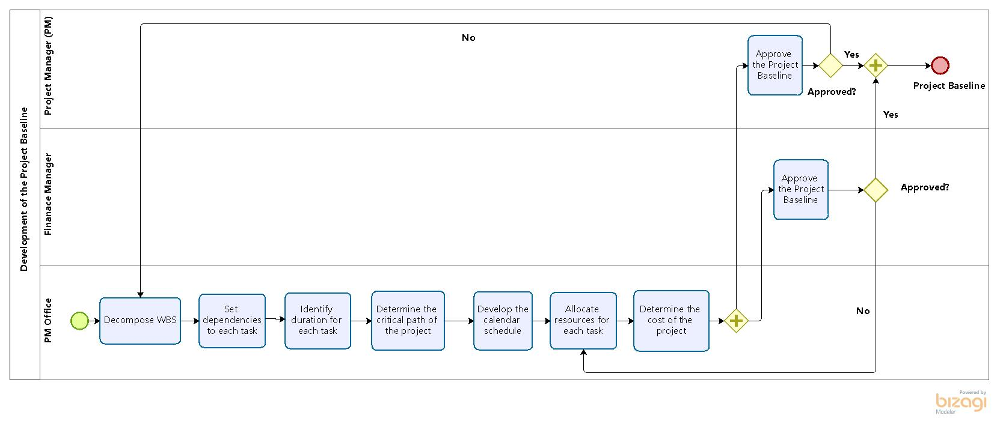 Development of the Project Baseline
Project Manager (PM)
No
Approve
the Project
Baseline
Yes
Approved?
Project Baseline
Yes
Finanace Manager
Approve
the Project
Baseline
Approved?
PM Office
Decompose WBS
Set
dependencies
to each task
Identify
duration for
each task
Determine the
critical path of
the project
Develop the
calendar
schedule
Allocate
resources for
each task
Determine the
cost of the
project
No
Powered by
bizagi
Modeler